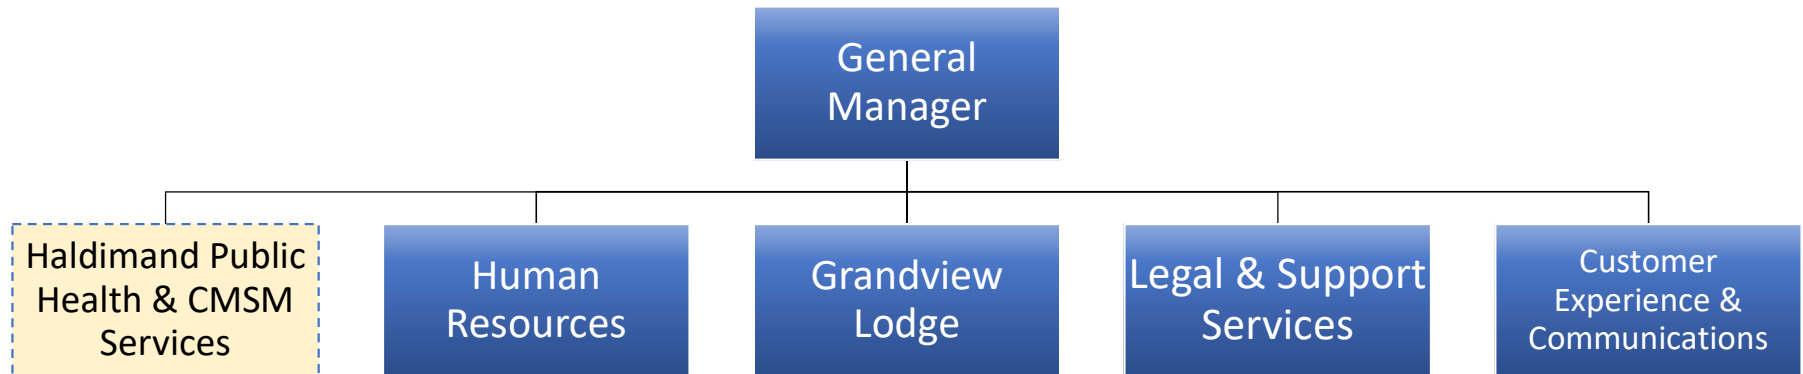 General
Manager
Haldimand Public
Health & CMSM
Services
Human
Resources
Grandview
Lodge
Legal & Support
Services
Customer
Experience &
Communications